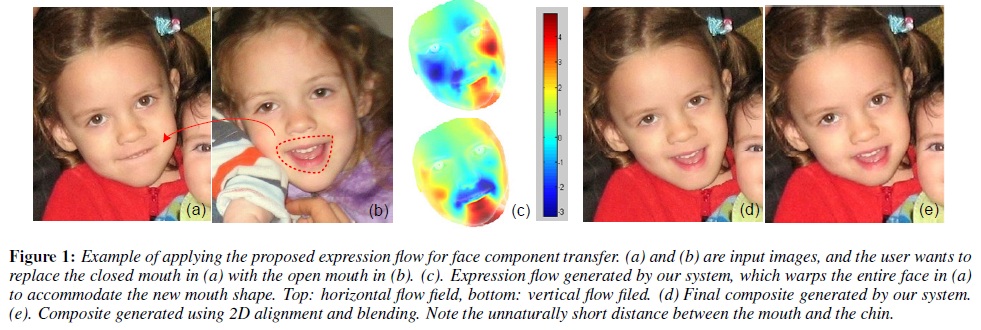 4
3
2
1
0
-1
-2
-3
(a)
(b)
(c)
(d)
(e)
Figure 1: Example of applying the proposed expression flow for face component transfer. (a) and (b) are input images, and the user wants to
replace the closed mouth in (a) with the open mouth in (b). (c). Expression flow generated by our system, which warps the entire face in (a)
to accommodate the new mouth shape. Top: horizontal flow field, bottom: vertical flow filed. (d) Final composite generated by our system.
(e). Composite generated using 2D alignment and blending. Note the unnaturally short distance between the mouth and the chin.